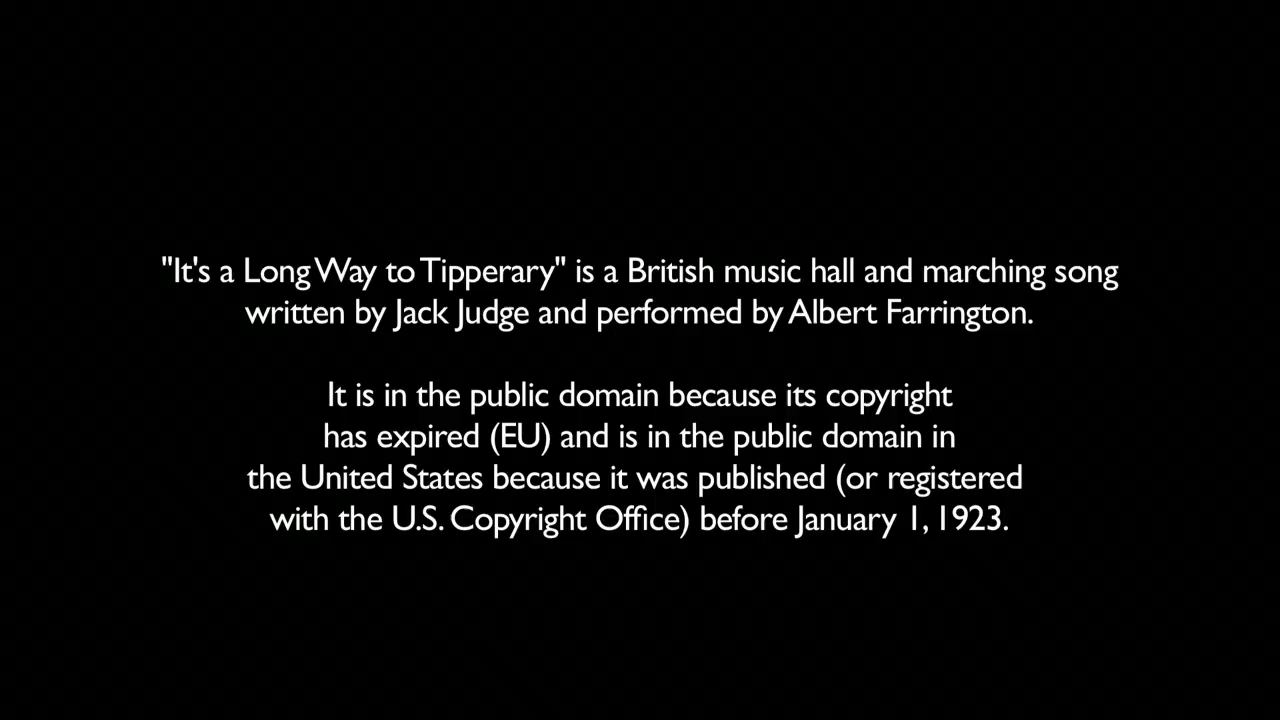 "It's a Long Way to Tipperary" is a British music hall and marching song
written by Jack Judge and performed by Albert Farrington.
It is in the public domain because its copyright
has expired (EU) and is in the public domain in
the United States because it was published (or registered
with the U.S. Copyright Office) before January 1, 1923.